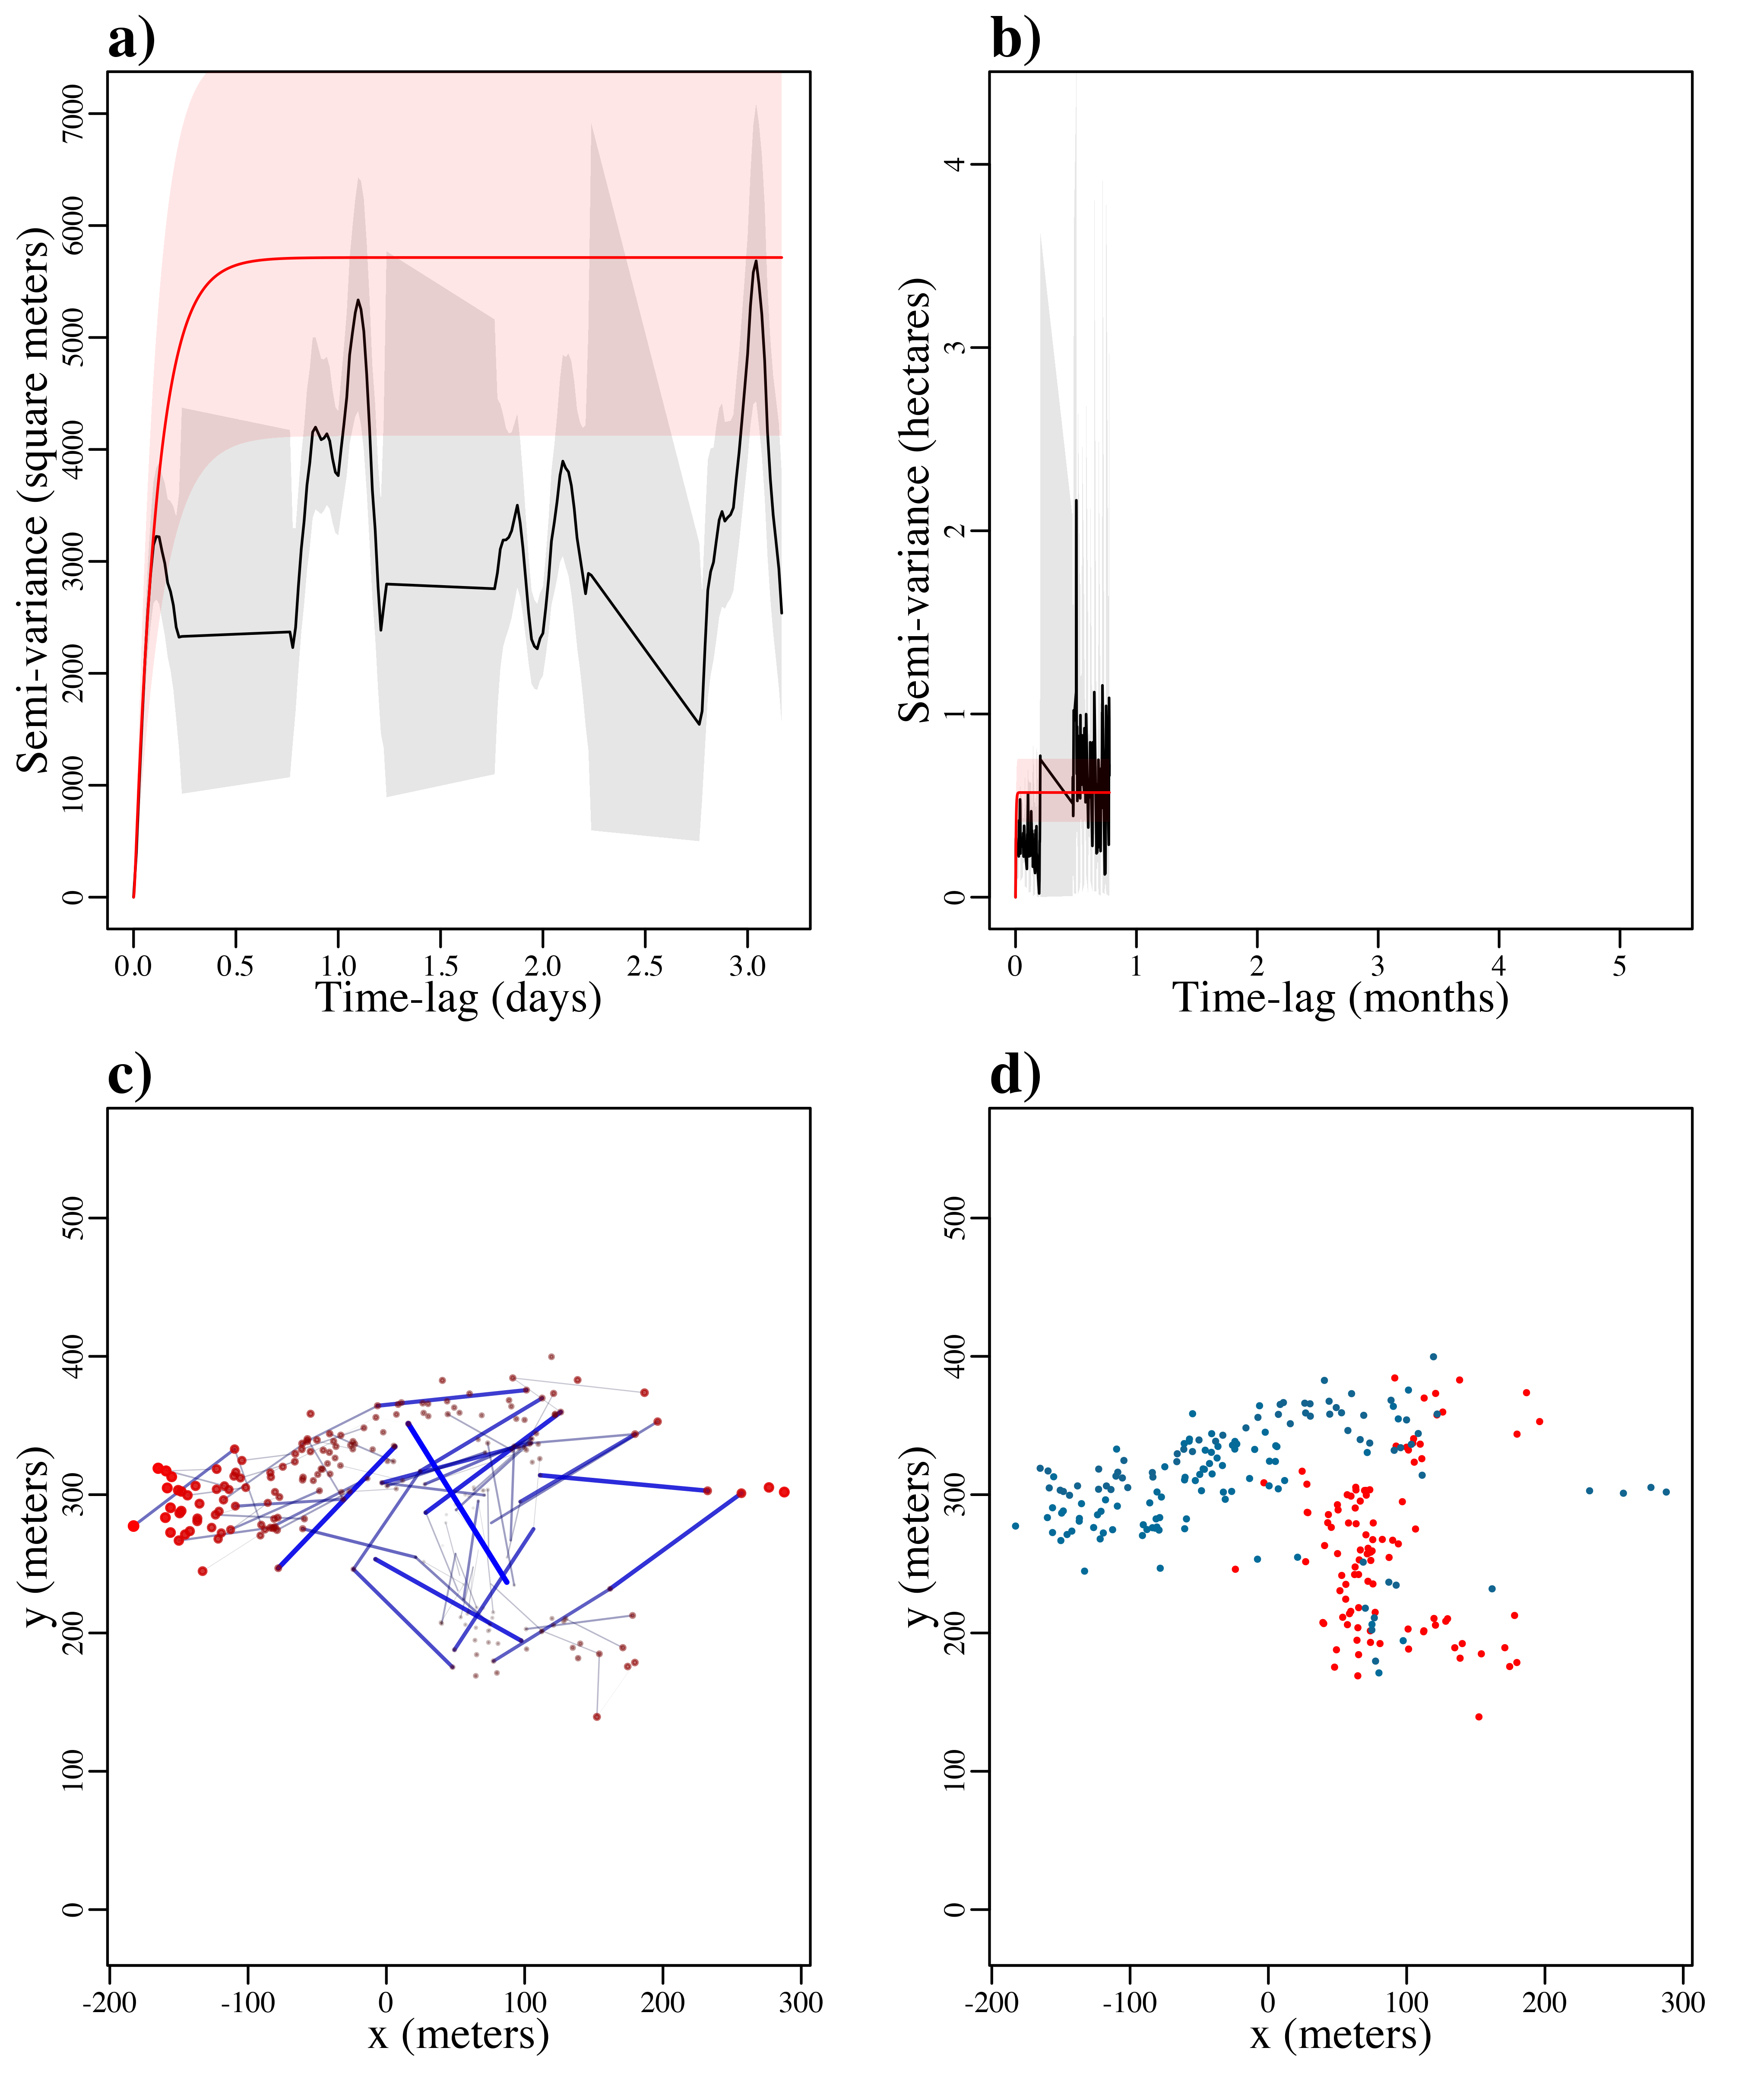 a)
Semi-variance (square meters)
0 1000 2000 3000 4000 5000 6000 7000
0.0 0.5 1.0 1.5 2.0 2.5 3.0
Time-lag (days)
b)
Semi-variance (hectares)
0 1 2 3 4
0 1 2 3 4 5
Time-lag (months)
c)
y (meters)
0 100 200 300 400 500
-200 -100 0 100 200 300
x (meters)
d)
y (meters)
0 100 200 300 400 500
-200 -100 0 100 200 300
x (meters)